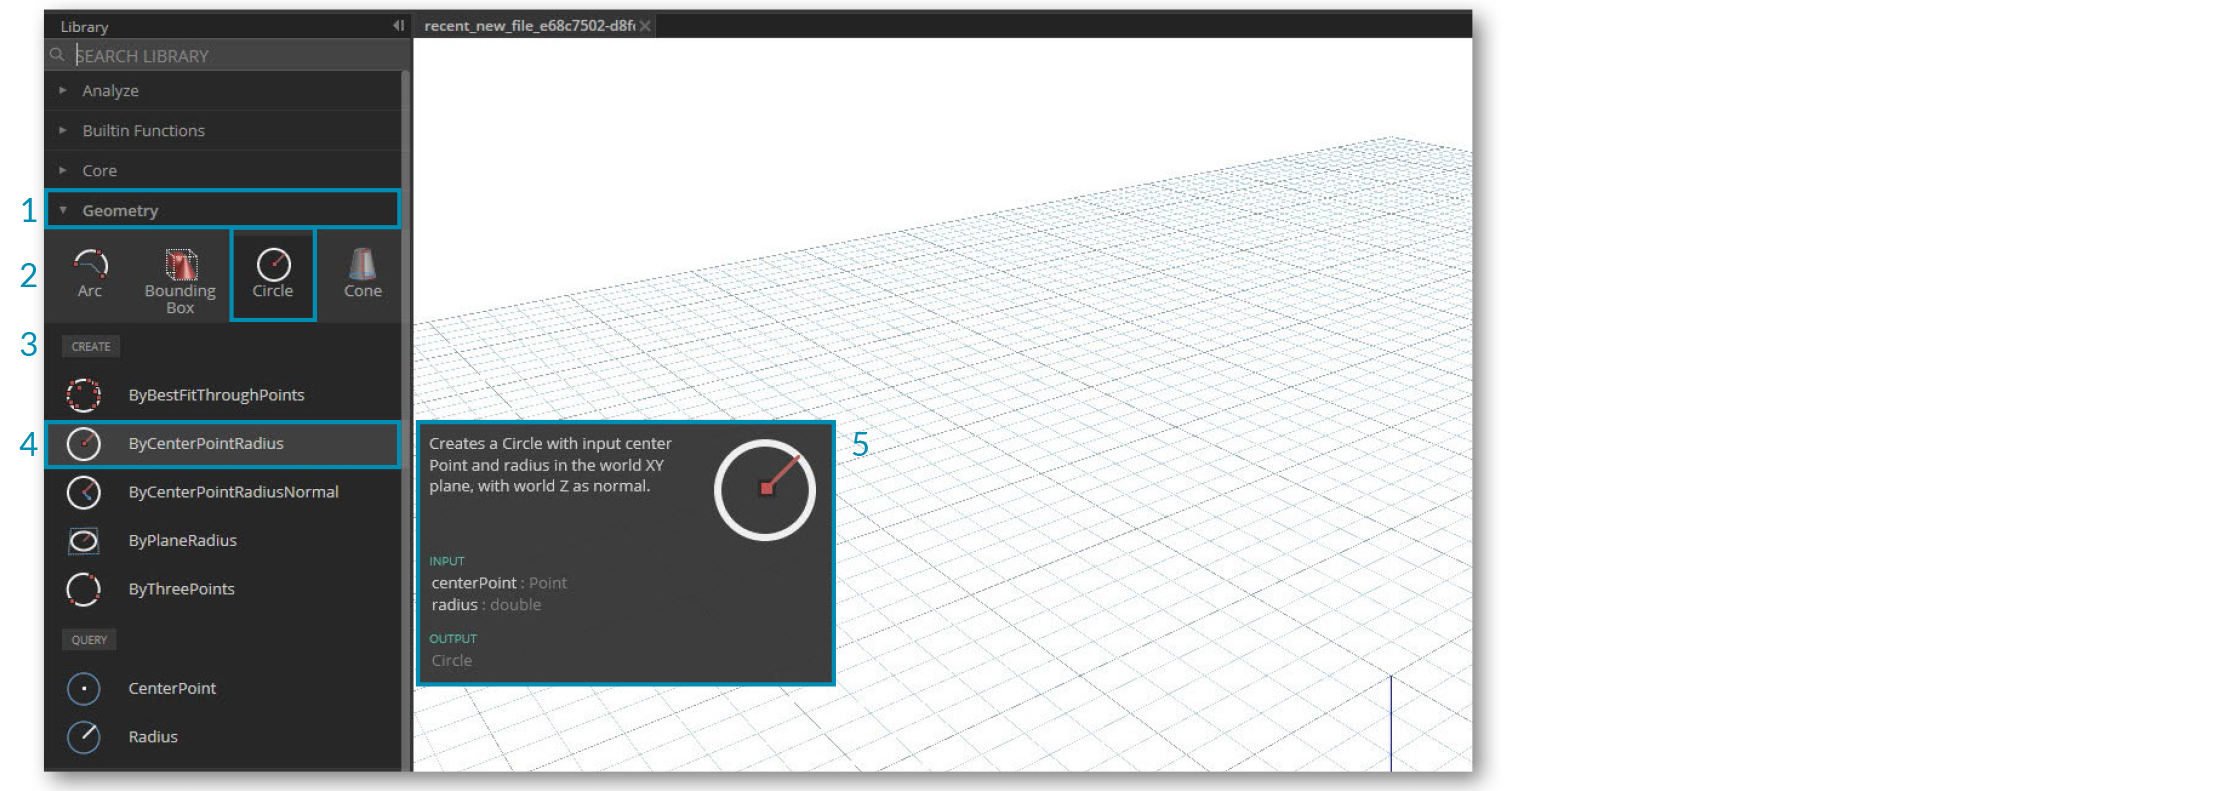 Library
recent_new_file_e68c7502-d8f
SEARCH LIBRARY
Analyze
Builtin Functions
Core
1
Geometry
2
Arc
Bounding
Box
Circle
Cone
3
CREATE
ByBestFitThroughPoints
4
ByCenterPointRadius
ByCenterPointRadiusNormal
ByPlaneRadius
ByThreePoints
QUERY
CenterPoint
Radius
Creates a Circle with input center
Point and radius in the world XY
plane, with world Z as normal.
INPUT
centerPoint : Point
radius : double
OUTPUT
Circle
5